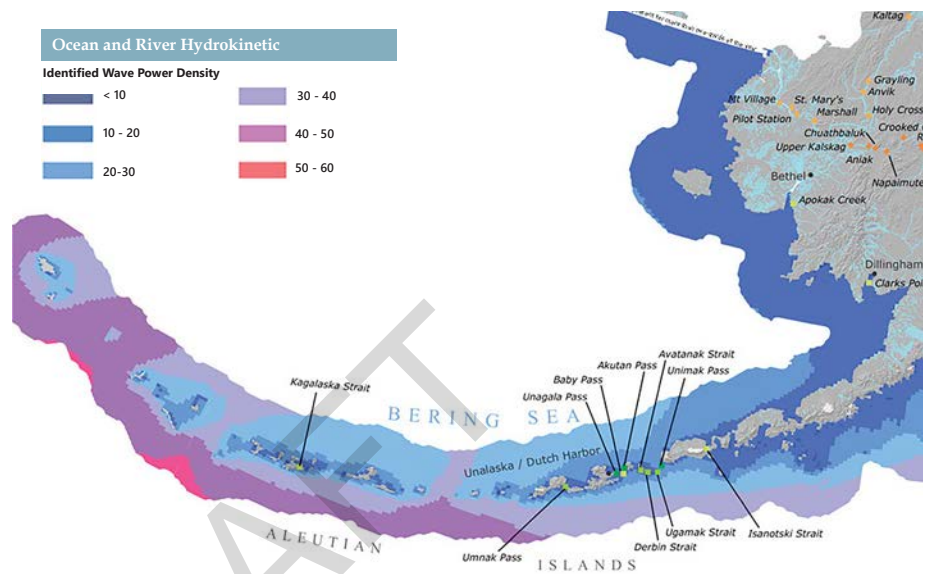 Ocean and River Hydrokinetic
Identified Wave Power Density
< 10
10 - 20
20-30
30 - 40
40 - 50
50 - 60
Kaltag
Grayling
Anvik
Mt Village
St. Mary's
Marshall
Holy Cross
Pilot Station
Chuathbaluk
Crooked
Upper Kalskag
Aniak
Napaimute
Bethel
Apokak Creek
Dillingham
Clarks Poi
Avatanak Strait
Akutan Pass
Unimak Pass
Baby Pass
Unagala Pass
Kagalaska Strait
BERING SEA
Unalaska / Dutch Harbor
Umnak Pass
Derbin Strait
Ugamak Strait
Isanotski Strait
ALEUTIAN
ISLANDS
AFT